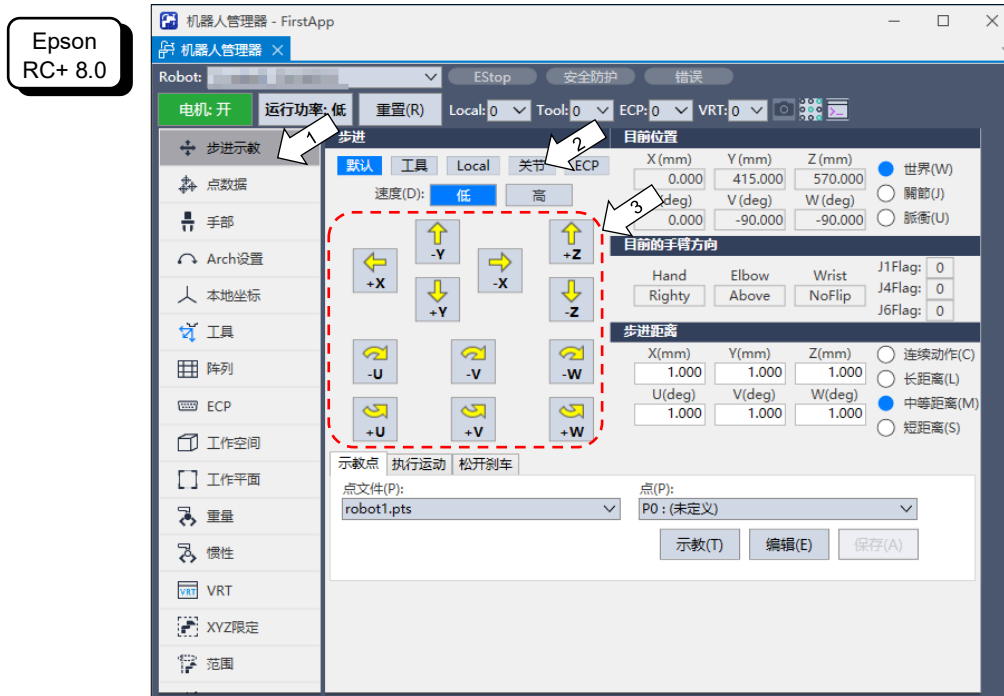 Epson
RC+ 8.0
机器人管理器 - FirstApp
机器人管理器
Robot:
EStop 安全防护 错误
电机: 开 运行功率: 低 重置(R) Local: 0 Tool: 0 ECP: 0 VRT: 0
步进示教
点数据
手部
Arch设置
本地坐标
工具
阵列
ECP
工作空间
工作平面
重量
惯性
VRT
XYZ限定
范围
1
2
3
步进
默认 工具 Local 关节 ECP
速度(D): 低 高
-Y +Z
+X -X
+Y -Z
-U -V -W
+U +V +W
目前位置
X (mm) Y (mm) Z (mm)
0.000 415.000 570.000
(deg) V (deg) W (deg)
0.000 -90.000 -90.000
世界(W)
關節(J)
脈衝(U)
目前的手臂方向
Hand Elbow Wrist
Righty Above NoFlip
J1Flag: 0
J4Flag: 0
J6Flag: 0
步进距离
X(mm) Y(mm) Z(mm)
1.000 1.000 1.000
U(deg) V(deg) W(deg)
1.000 1.000 1.000
连续动作(C)
长距离(L)
中等距离(M)
短距离(S)
示教点 执行运动 松开刹车
点文件(P): 点(P):
robot1.pts P0 : (未定义)
示教(T) 编辑(E) 保存(A)